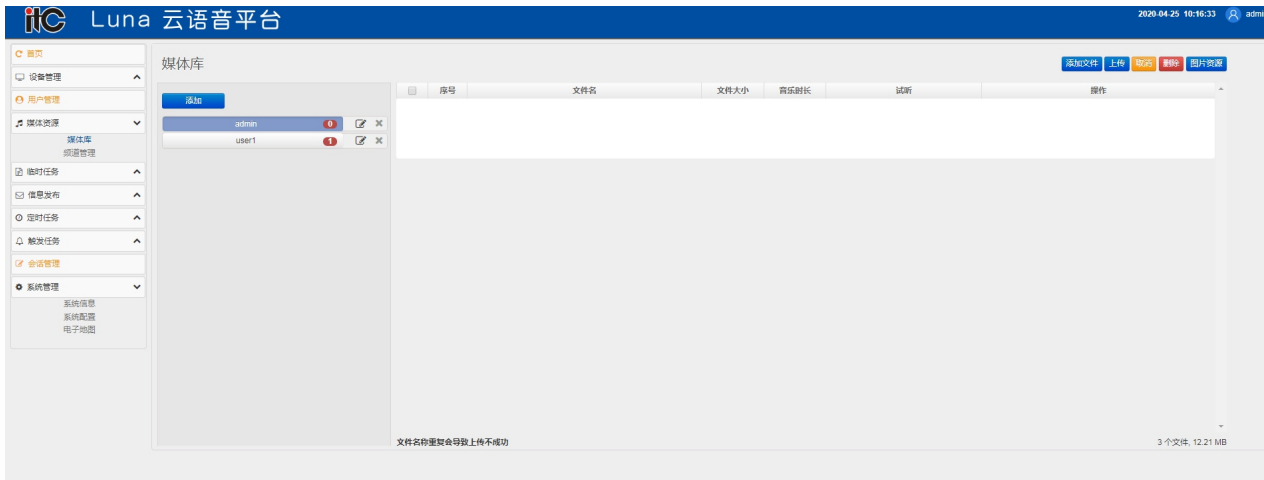 itc Luna 云语音平台
2020-04-25 10:16:33 admi
首页
设备管理
用户管理
媒体资源
媒体库
频道管理
临时任务
信息发布
定时任务
触发任务
会话管理
系统管理
系统信息
系统配置
电子地图
媒体库
添加文件 上传 取消 删除 图片资源
添加
admin 0
user1 1
序号 文件名 文件大小 音乐时长 试听 操作
文件名称重复会导致上传不成功
3 个文件, 12.21 MB